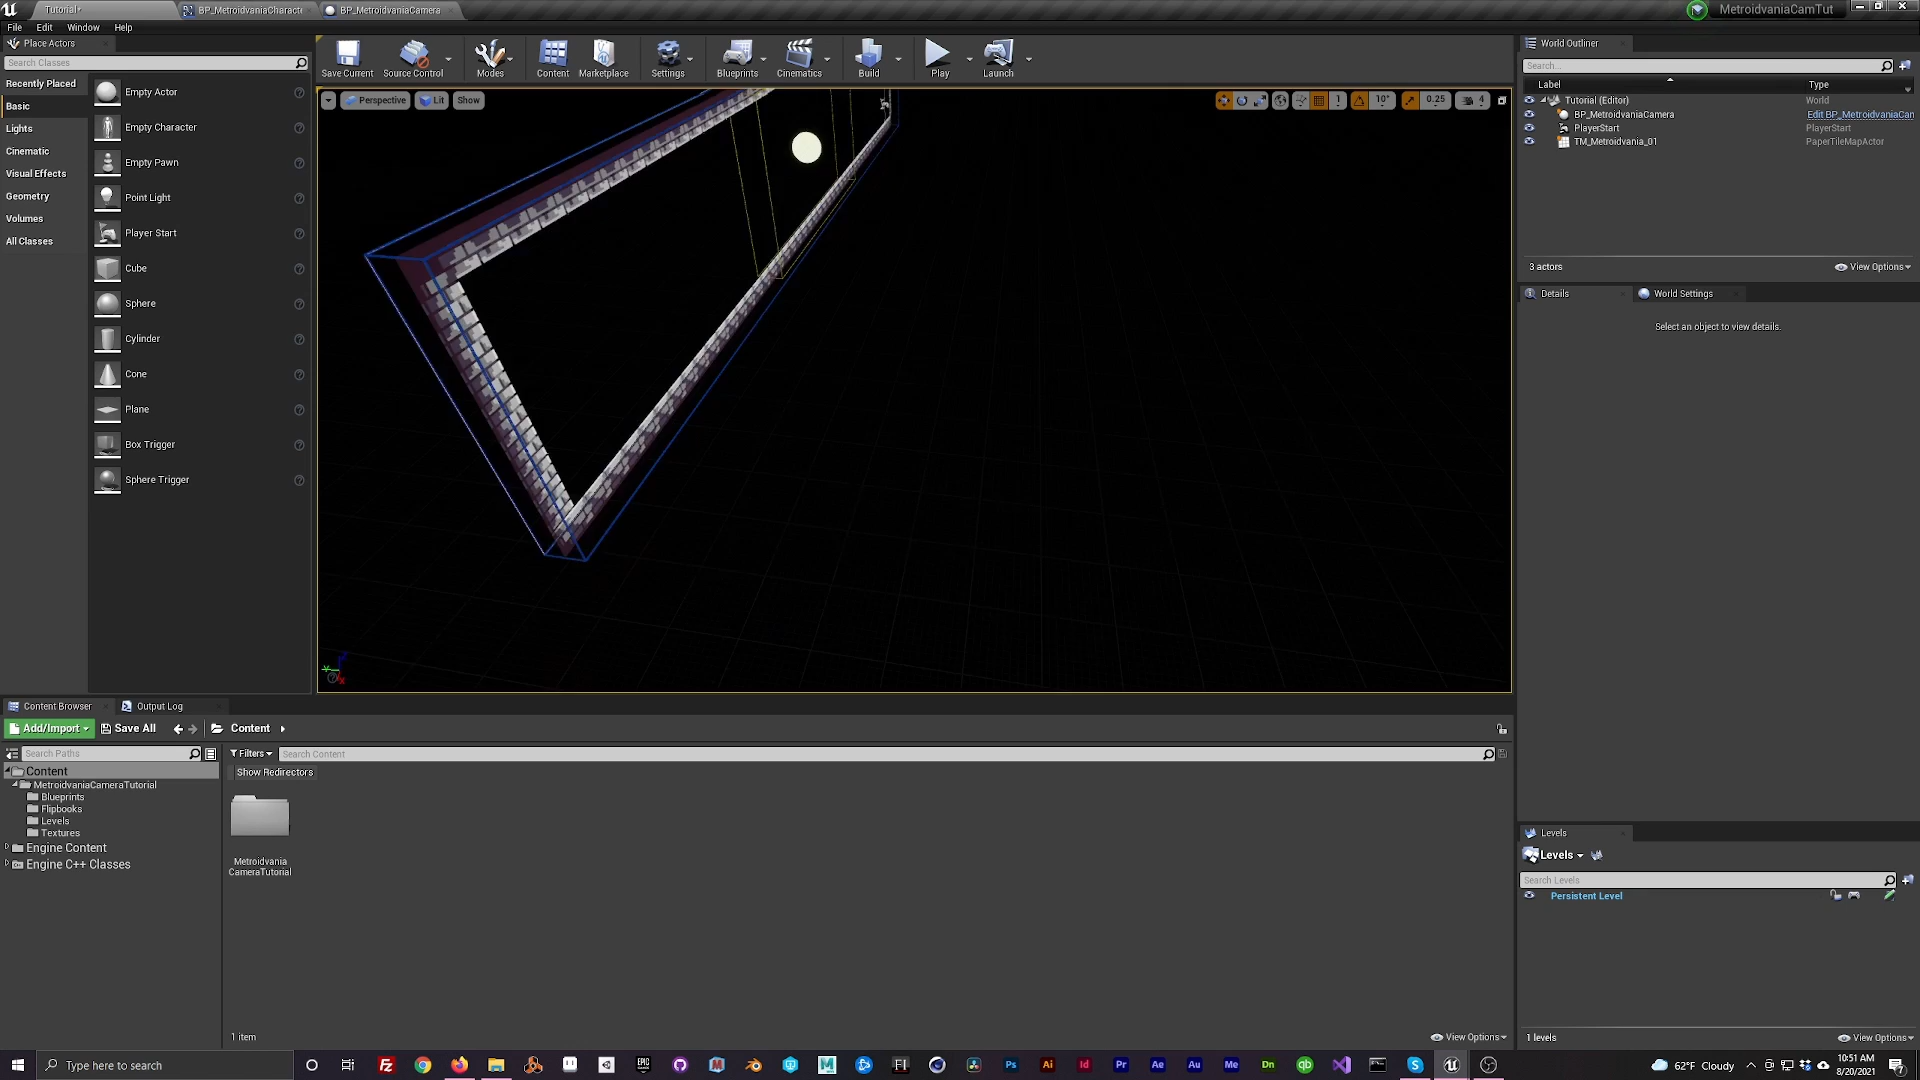 Tutorial*
BP_MetroidvaniaCharacte
BP_MetroidvaniaCamera
MetroidvaniaCamTut
File Edit Window Help
Place Actors
Search Classes
Recently Placed
Basic
Lights
Cinematic
Visual Effects
Geometry
Volumes
All Classes
Empty Actor
Empty Character
Empty Pawn
Point Light
Player Start
Cube
Sphere
Cylinder
Cone
Plane
Box Trigger
Sphere Trigger
Save Current
Source Control
Modes
Content
Marketplace
Settings
Blueprints
Cinematics
Build
Play
Launch
Perspective Lit Show
1 10° 0.25 4
World Outliner
Search...
Label Type
Tutorial (Editor) World
BP_MetroidvaniaCamera Edit BP_MetroidvaniaCan
PlayerStart PlayerStart
TM_Metroidvania_01 PaperTileMapActor
3 actors View Options
Details World Settings
Select an object to view details.
Content Browser Output Log
Add/Import Save All Content
Search Paths
Filters Search Content
Show Redirectors
Content
MetroidvaniaCameraTutorial
Blueprints
Flipbooks
Levels
Textures
Engine Content
Engine C++ Classes
Metroidvania
CameraTutorial
1 item View Options
Levels
Levels
Search Levels
Persistent Level
1 levels View Options
Type here to search
62°F Cloudy
10:51 AM
8/20/2021